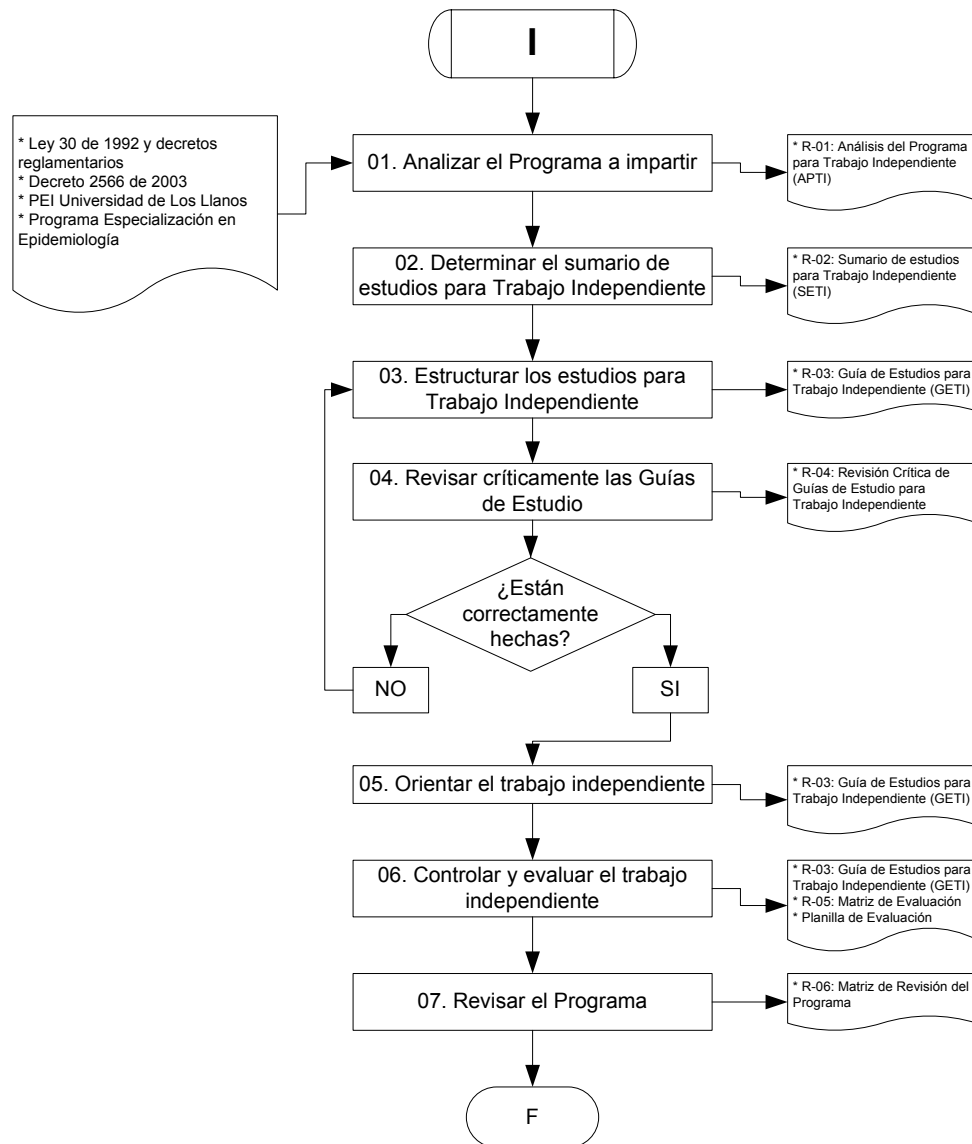 I
* Ley 30 de 1992 y decretos
reglamentarios
* Decreto 2566 de 2003
* PEI Universidad de Los Llanos
* Programa Especialización en
Epidemiología
01. Analizar el Programa a impartir
* R-01: Análisis del Programa
para Trabajo Independiente
(APTI)
02. Determinar el sumario de
estudios para Trabajo Independiente
* R-02: Sumario de estudios
para Trabajo Independiente
(SETI)
03. Estructurar los estudios para
Trabajo Independiente
* R-03: Guía de Estudios para
Trabajo Independiente (GETI)
04. Revisar críticamente las Guías
de Estudio
* R-04: Revisión Crítica de
Guías de Estudio para
Trabajo Independiente
¿Están
correctamente
hechas?
NO
SI
05. Orientar el trabajo independiente
* R-03: Guía de Estudios para
Trabajo Independiente (GETI)
06. Controlar y evaluar el trabajo
independiente
* R-03: Guía de Estudios para
Trabajo Independiente (GETI)
* R-05: Matriz de Evaluación
* Planilla de Evaluación
07. Revisar el Programa
* R-06: Matriz de Revisión del
Programa
F